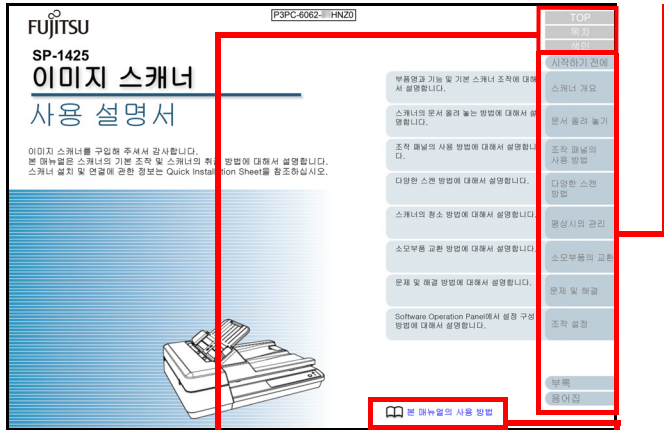 P3PC-6062- HNZ0
FUJITSU
SP-1425
이미지 스캐너
사용 설명서
이미지 스캐너를 구입해 주셔서 감사합니다.
본 매뉴얼은 스캐너의 기본 조작 및 스캐너의 취급 방법에 대해서 설명합니다.
스캐너 설치 및 연결에 관한 정보는 Quick Installation Sheet를 참조하십시오.
부품명과 기능 및 기본 스캐너 조작에 대해
서 설명합니다.
스캐너의 문서 올려 놓는 방법에 대해서 설
명합니다.
조작 패널의 사용 방법에 대해서 설명합니
다.
다양한 스캔 방법에 대해서 설명합니다.
스캐너의 청소 방법에 대해서 설명합니다.
소모부품 교환 방법에 대해서 설명합니다.
문제 및 해결 방법에 대해서 설명합니다.
Software Operation Panel에서 설정 구성
방법에 대해서 설명합니다.
TOP
목차
색인
시작하기 전에
스캐너 개요
문서 올려 놓기
조작 패널의
사용 방법
다양한 스캔
방법
평상시의 관리
소모부품의 교환
문제 및 해결
조작 설정
부록
용어집
본 매뉴얼의 사용 방법